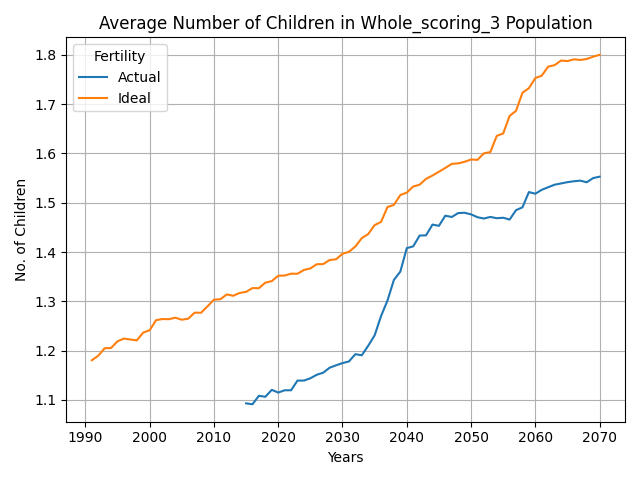 Average Number of Children in Whole_scoring_3 Population
Fertility
Actual
Ideal
No. of Children
1.8
1.7
1.6
1.5
1.4
1.3
1.2
1.1
1990 2000 2010 2020 2030 2040 2050 2060 2070
Years